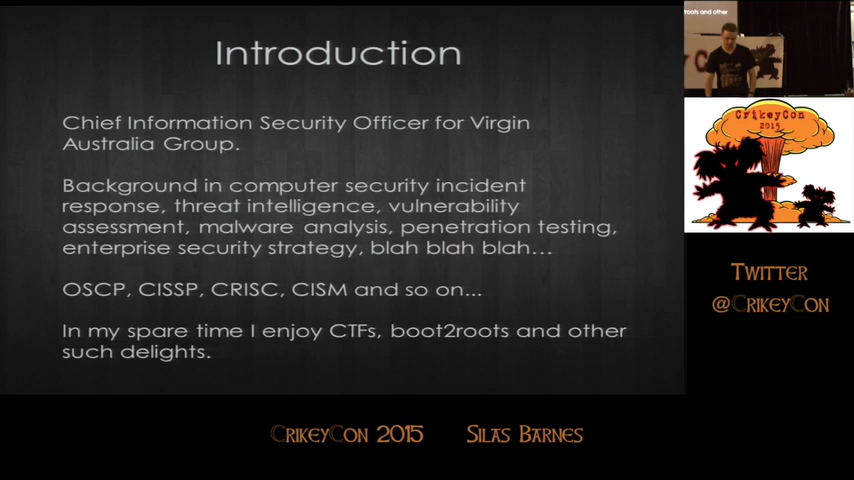 Introduction
Chief Information Security Officer for Virgin
Australia Group.
Background in computer security incident
response, threat intelligence, vulnerability
assessment, malware analysis, penetration testing,
enterprise security strategy, blah blah blah...
OSCP, CISSP, CRISC, CISM and so on...
In my spare time I enjoy CTFs, boot2roots and other
such delights.
roots and other
CrikeyCon
2015
Twitter
@CrikeyCon
CrikeyCon 2015 Silas Barnes